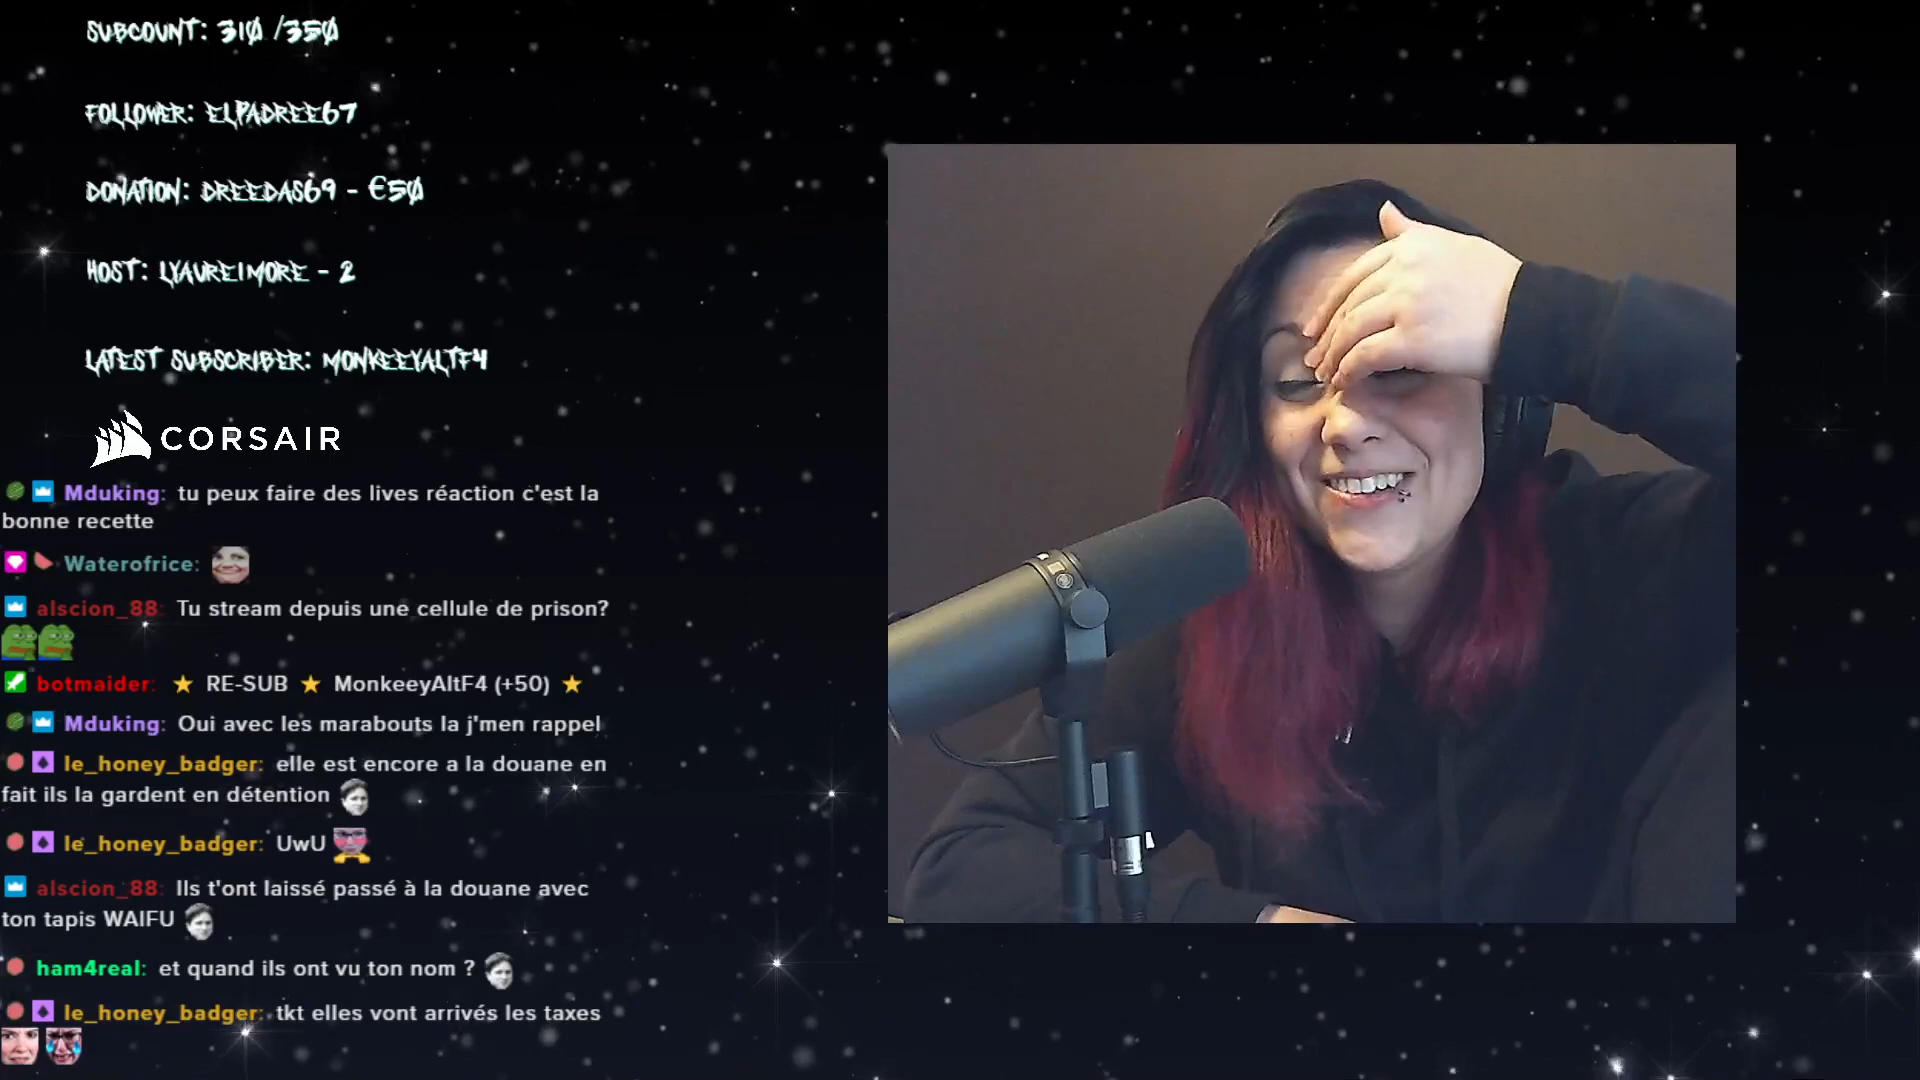 SUBCOUNT: 310 /350
FOLLOWER: ELPADREE67
DONATION: DREEDAS69 - €50
HOST: LYAUREIMORE - 2
LATEST SUBSCRIBER: MONKEEYALTF4
CORSAIR
Mduking: tu peux faire des lives réaction c'est la
bonne recette
Waterofrice:
alscion_88: Tu stream depuis une cellule de prison?
botmaider: ★ RE-SUB ★ MonkeeyAltF4 (+50) ★
Mduking: Oui avec les marabouts la j'men rappel
le_honey_badger: elle est encore a la douane en
fait ils la gardent en détention
le_honey_badger: UwU
alscion_88: Ils t'ont laissé passé à la douane avec
ton tapis WAIFU
ham4real: et quand ils ont vu ton nom ?
le_honey_badger: tkt elles vont arrivés les taxes